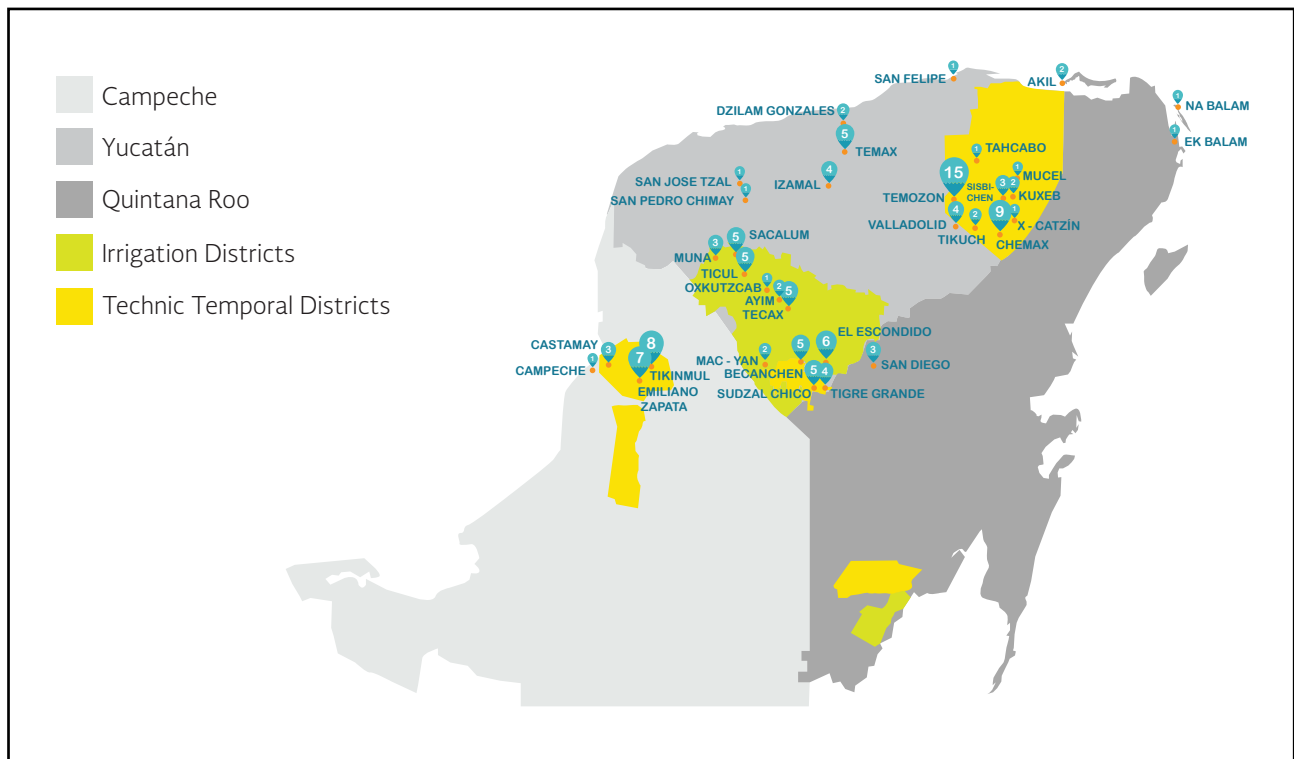 Campeche
Yucatán
Quintana Roo
Irrigation Districts
Technic Temporal Districts
1
SAN FELIPE
2
AKIL
1
NA BALAM
1
EK BALAM
2
DZILAM GONZALES
5
TEMAX
4
IZAMAL
1
SAN JOSE TZAL
1
SAN PEDRO CHIMAY
1
TAHCABO
15
TEMOZON
3
SISBI-
CHEN
1
MUCEL
2
KUXEB
4
VALLADOLID
2
TIKUCH
9
CHEMAX
1
X - CATZÍN
3
MUNA
5
SACALUM
5
TICUL
1
OXKUTZCAB
2
AYIM
5
TECAX
6
EL ESCONDIDO
3
SAN DIEGO
2
MAC - YAN
5
BECANCHEN
5
SUDZAL CHICO
4
TIGRE GRANDE
3
CASTAMAY
1
CAMPECHE
8
TIKINMUL
7
EMILIANO
ZAPATA